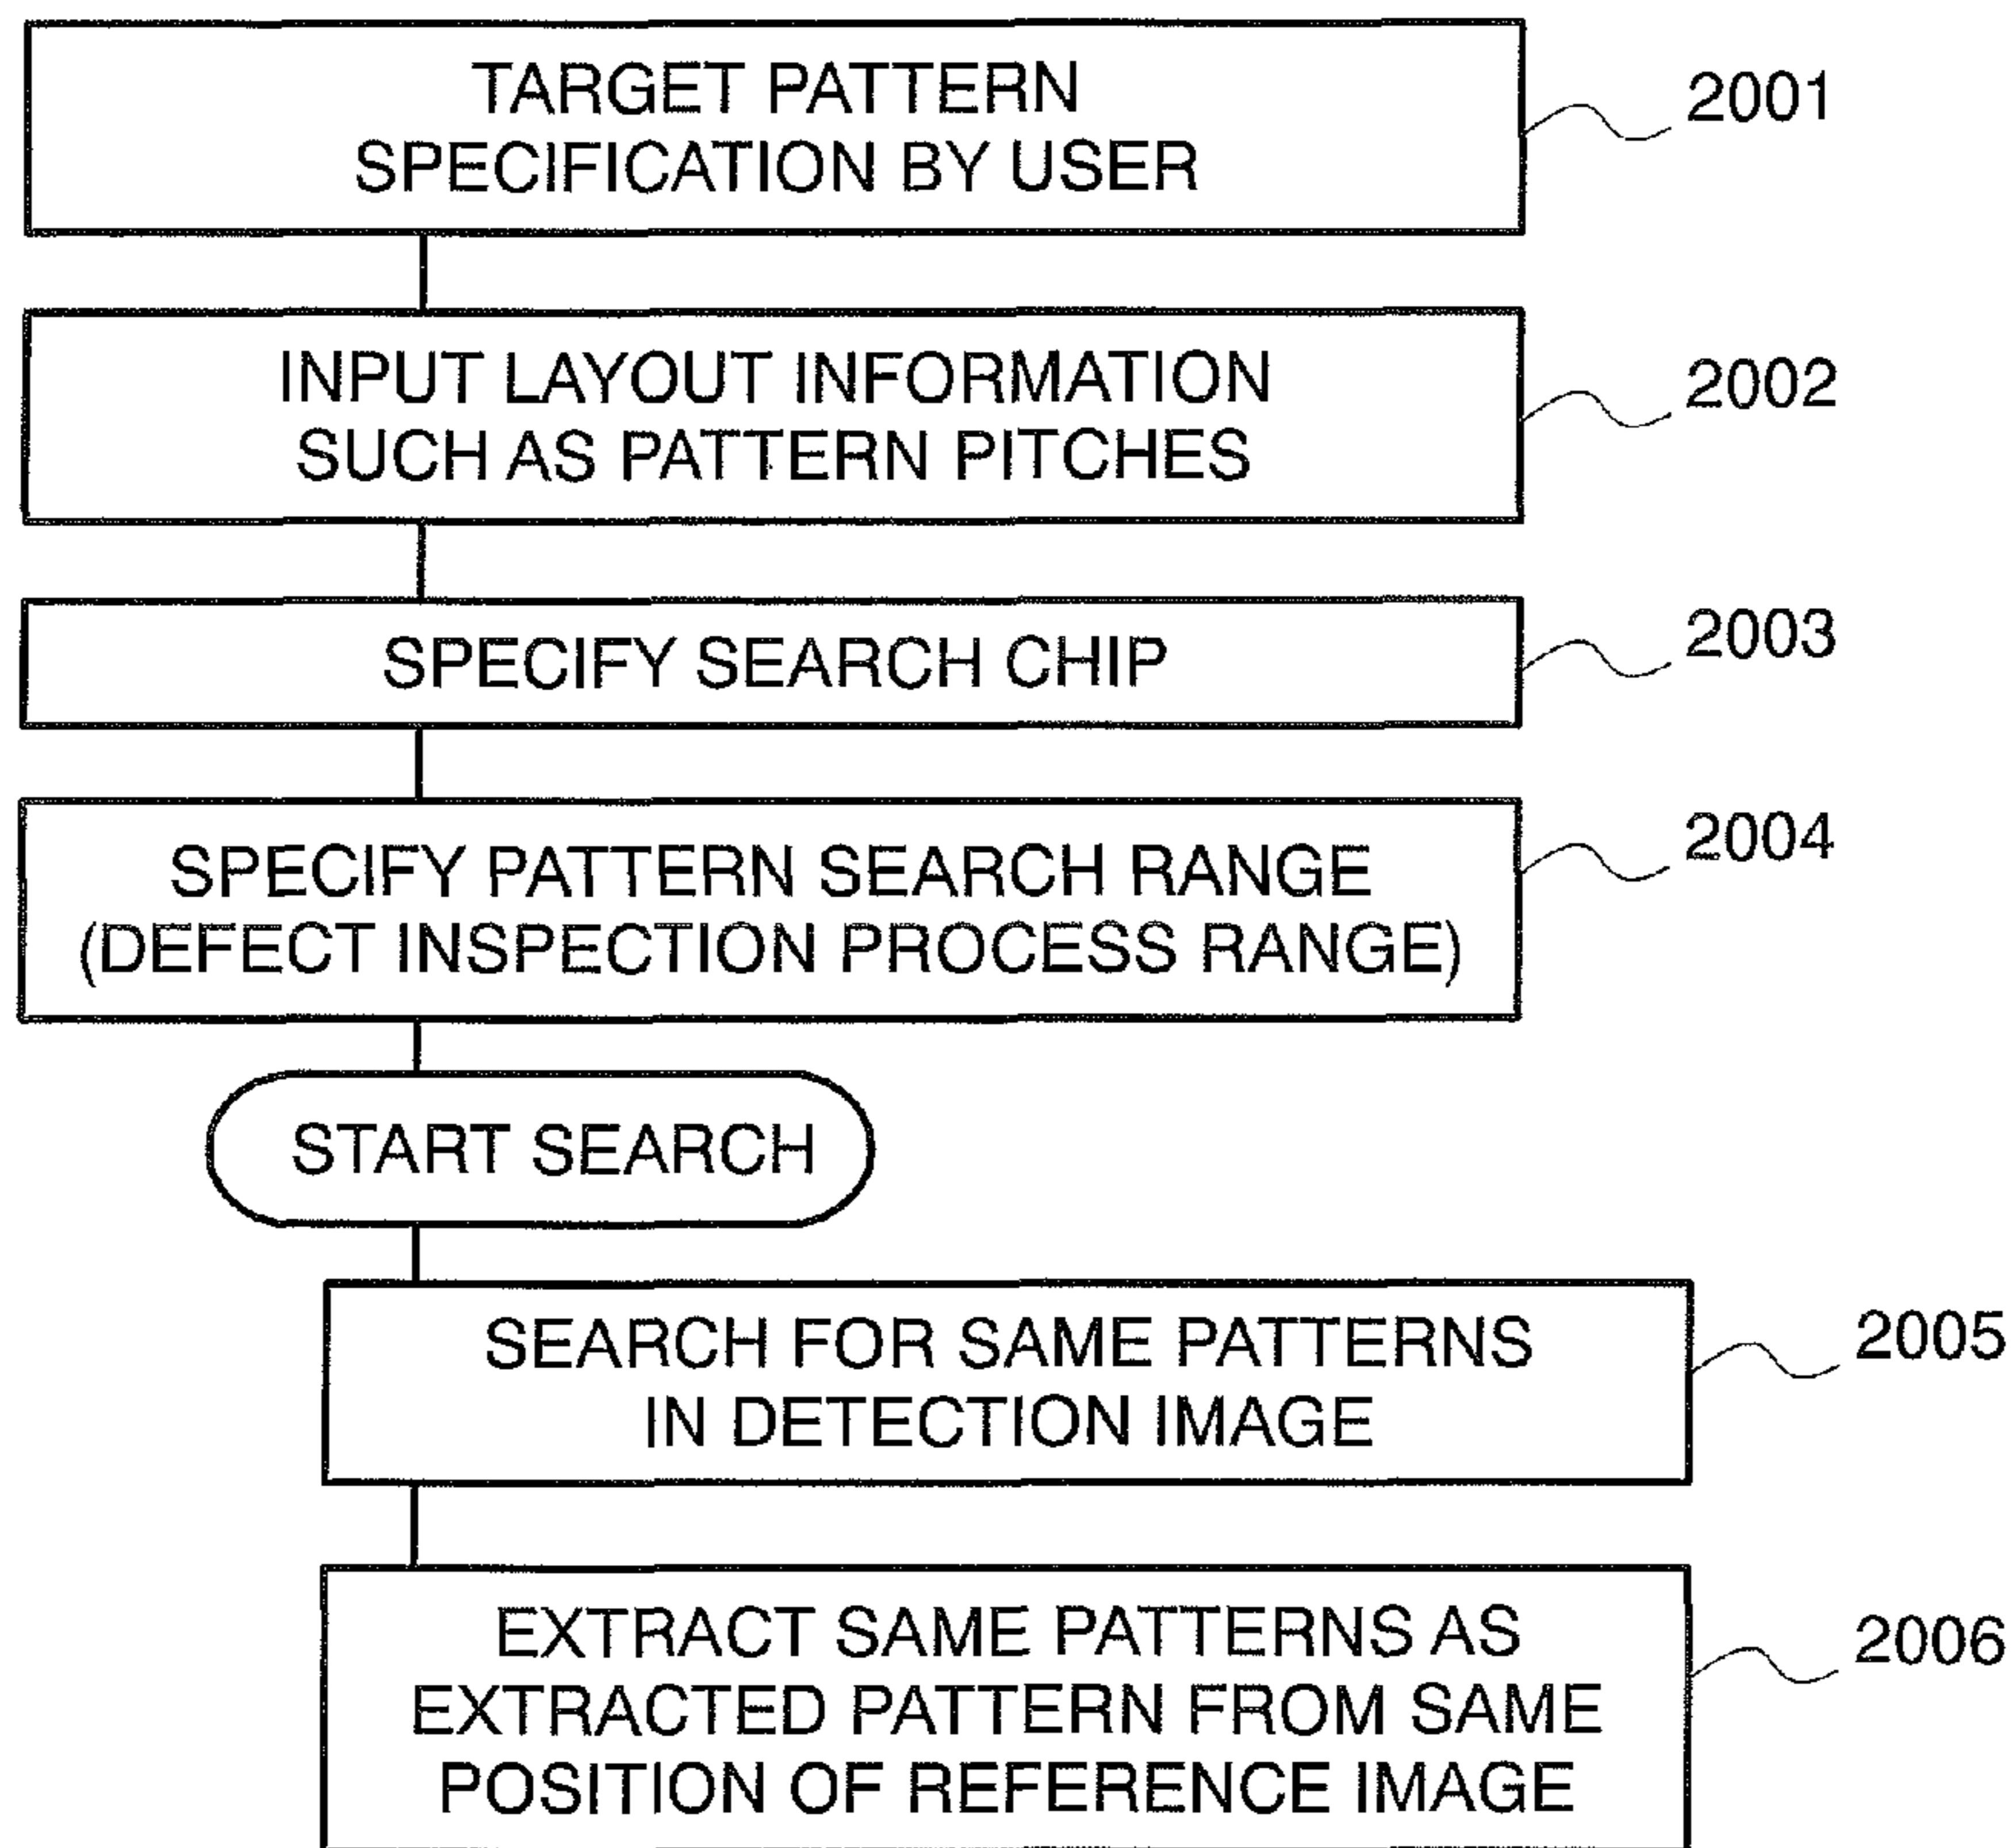 TARGET PATTERN
SPECIFICATION BY USER
2001
INPUT LAYOUT INFORMATION
SUCH AS PATTERN PITCHES
2002
SPECIFY SEARCH CHIP
2003
SPECIFY PATTERN SEARCH RANGE
(DEFECT INSPECTION PROCESS RANGE)
2004
START SEARCH
SEARCH FOR SAME PATTERNS
IN DETECTION IMAGE
2005
EXTRACT SAME PATTERNS AS
EXTRACTED PATTERN FROM SAME
POSITION OF REFERENCE IMAGE
2006